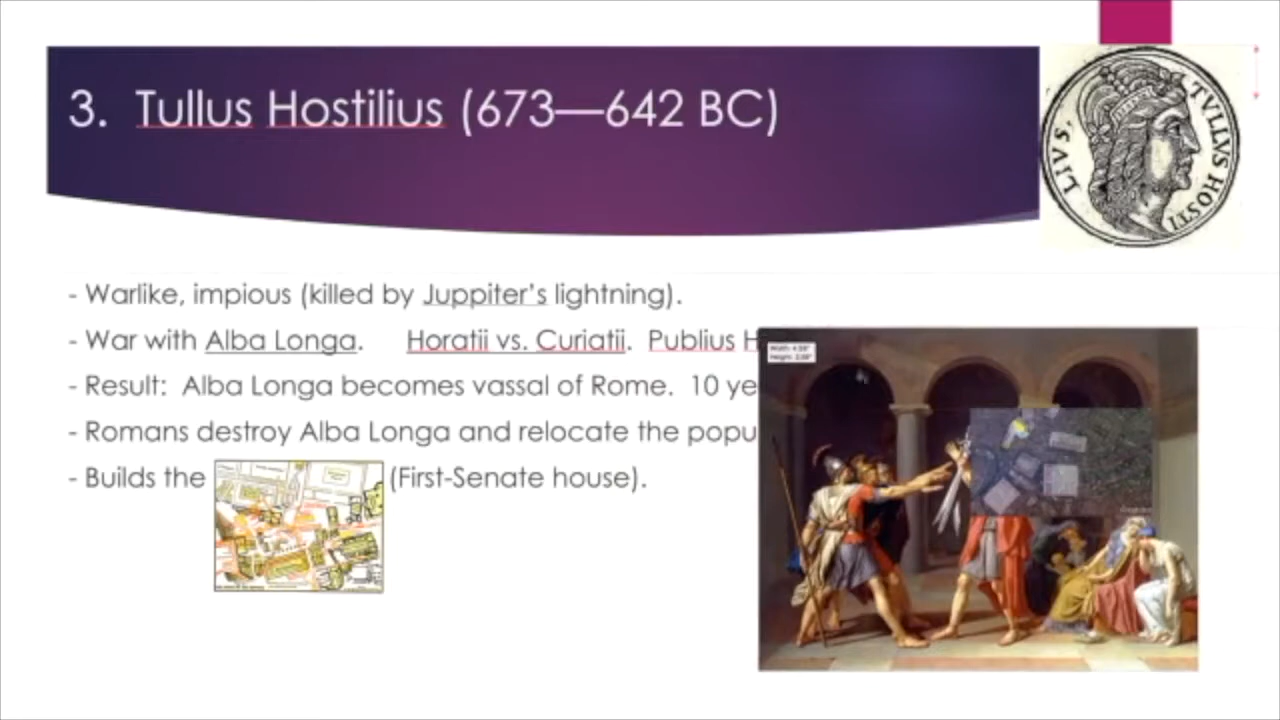 3. Tullus Hostilius (673—642 BC)
LIVS, TVLLVS HOSTI
- Warlike, impious (killed by Juppiter's lightning).
- War with Alba Longa. Horatii vs. Curiatii. Publius H
- Result: Alba Longa becomes vassal of Rome. 10 ye
- Romans destroy Alba Longa and relocate the popu
- Builds the (First-Senate house).